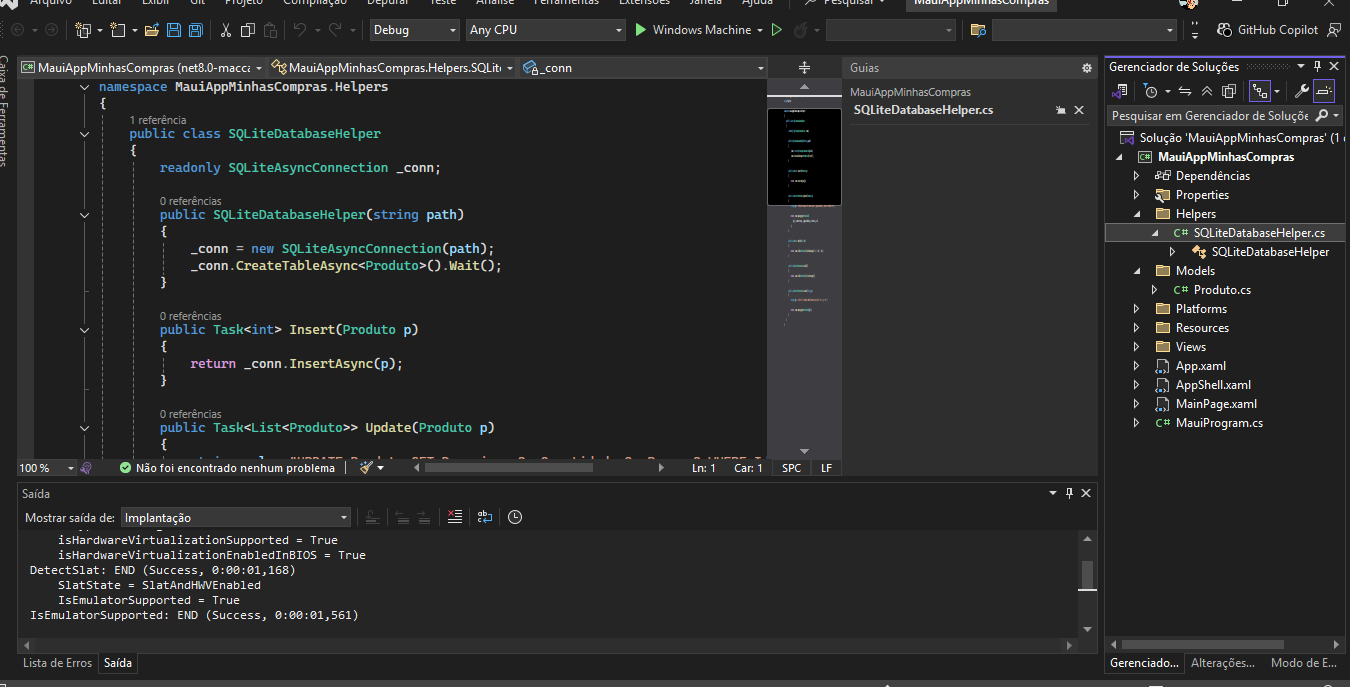 Arquivo Editar Exibir Git Projeto Compilação Depurar Teste Análise Ferramentas Extensões Janela Ajuda Pesquisar MauiAppMinhasCompras
Debug Any CPU Windows Machine GitHub Copilot
Caixa de Ferramentas
MauiAppMinhasCompras (net8.0-macca MauiAppMinhasCompras.Helpers.SQLite _conn
namespace MauiAppMinhasCompras.Helpers
{
1 referência
public class SQLiteDatabaseHelper
{
readonly SQLiteAsyncConnection _conn;
0 referências
public SQLiteDatabaseHelper(string path)
{
_conn = new SQLiteAsyncConnection(path);
_conn.CreateTableAsync<Produto>().Wait();
}
0 referências
public Task<int> Insert(Produto p)
{
return _conn.InsertAsync(p);
}
0 referências
public Task<List<Produto>> Update(Produto p)
{
100 % Não foi encontrado nenhum problema Ln: 1 Car: 1 SPC LF
Guias
MauiAppMinhasCompras
SQLiteDatabaseHelper.cs
Gerenciador de Soluções
Pesquisar em Gerenciador de Soluçõe
Solução 'MauiAppMinhasCompras' (1
MauiAppMinhasCompras
Dependências
Properties
Helpers
C# SQLiteDatabaseHelper.cs
SQLiteDatabaseHelper
Models
C# Produto.cs
Platforms
Resources
Views
App.xaml
AppShell.xaml
MainPage.xaml
C# MauiProgram.cs
Gerenciado... Alterações... Modo de E...
Saída
Mostrar saída de: Implantação
isHardwareVirtualizationSupported = True
isHardwareVirtualizationEnabledInBIOS = True
DetectSlat: END (Success, 0:00:01,168)
SlatState = SlatAndHWVEnabled
IsEmulatorSupported = True
IsEmulatorSupported: END (Success, 0:00:01,561)
Lista de Erros Saída